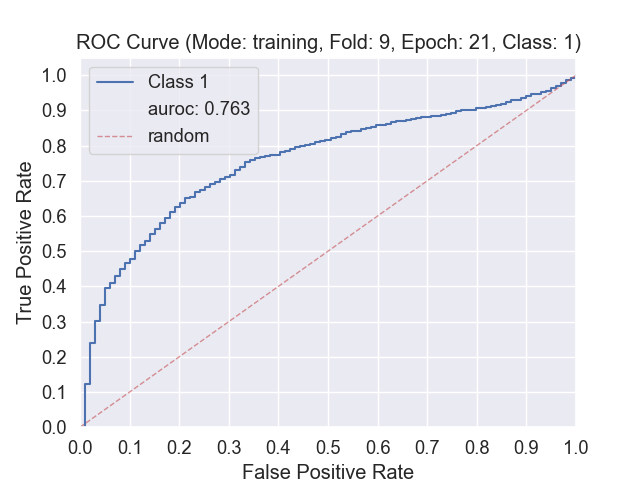 ROC Curve (Mode: training, Fold: 9, Epoch: 21, Class: 1)
Class 1
auroc: 0.763
random
True Positive Rate
1.0
0.9
0.8
0.7
0.6
0.5
0.4
0.3
0.2
0.1
0.0
0.0 0.1 0.2 0.3 0.4 0.5 0.6 0.7 0.8 0.9 1.0
False Positive Rate